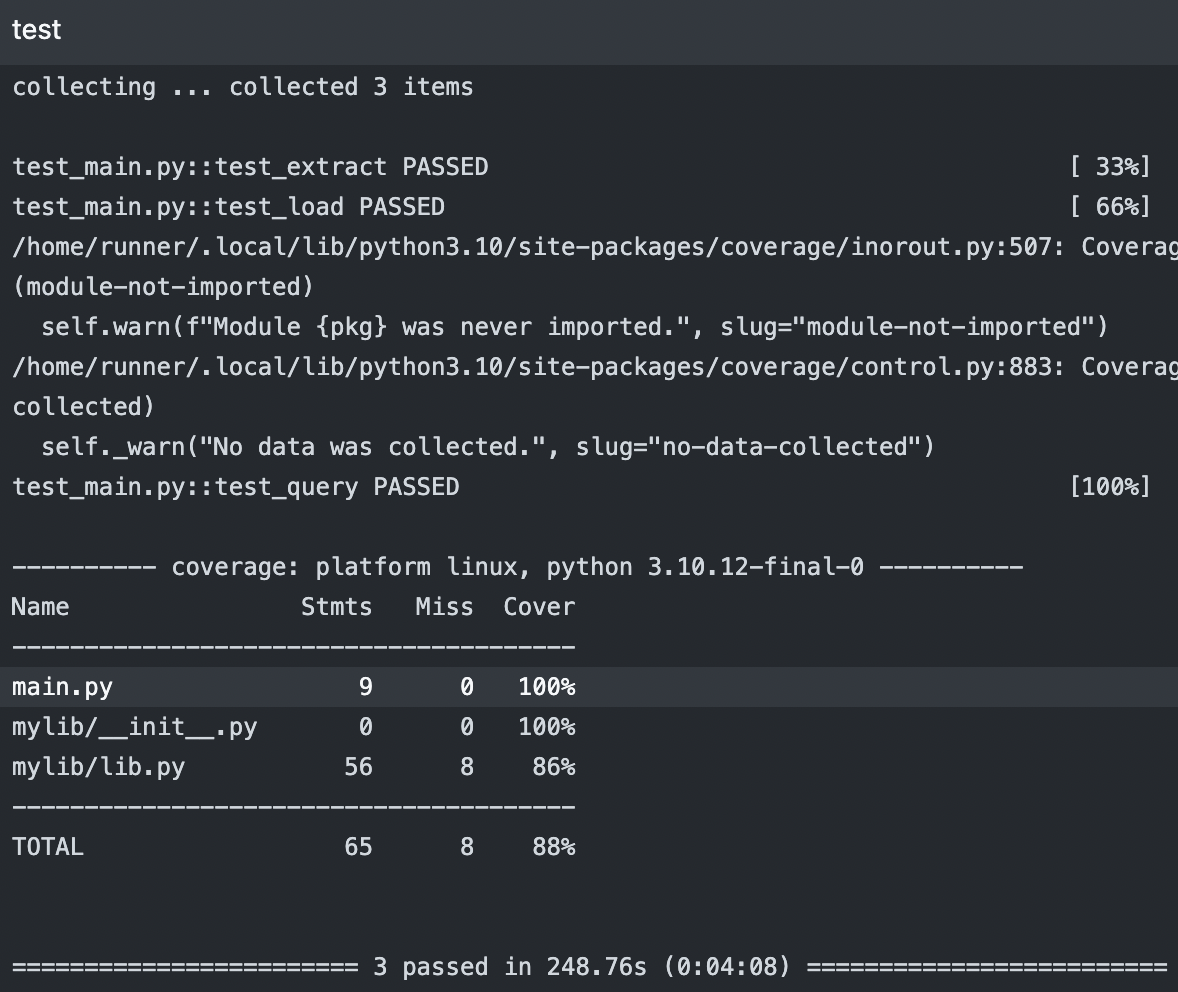 test
collecting ... collected 3 items
test_main.py::test_extract PASSED [ 33%]
test_main.py::test_load PASSED [ 66%]
/home/runner/.local/lib/python3.10/site-packages/coverage/inorout.py:507: Coverag
(module-not-imported)
self.warn(f"Module {pkg} was never imported.", slug="module-not-imported")
/home/runner/.local/lib/python3.10/site-packages/coverage/control.py:883: Coverag
collected)
self._warn("No data was collected.", slug="no-data-collected")
test_main.py::test_query PASSED [100%]
---------- coverage: platform linux, python 3.10.12-final-0 ----------
Name Stmts Miss Cover
---------------------------------------
main.py 9 0 100%
mylib/__init__.py 0 0 100%
mylib/lib.py 56 8 86%
---------------------------------------
TOTAL 65 8 88%
======================== 3 passed in 248.76s (0:04:08) =========================